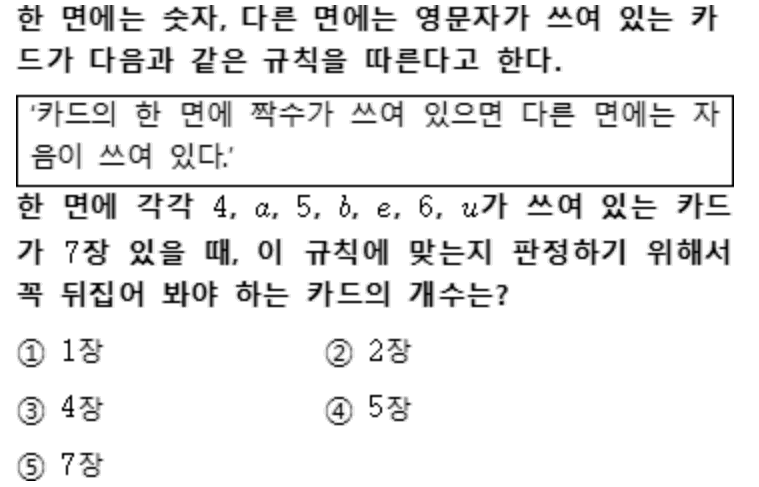 한 면에는 숫자, 다른 면에는 영문자가 쓰여 있는 카
드가 다음과 같은 규칙을 따른다고 한다.
'카드의 한 면에 짝수가 쓰여 있으면 다른 면에는 자
음이 쓰여 있다.'
한 면에 각각 4, a, 5, b, e, 6, u가 쓰여 있는 카드
가 7장 있을 때, 이 규칙에 맞는지 판정하기 위해서
꼭 뒤집어 봐야 하는 카드의 개수는?
① 1장 ② 2장
③ 4장 ④ 5장
⑤ 7장